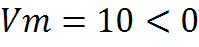 Vm = 10 < 0